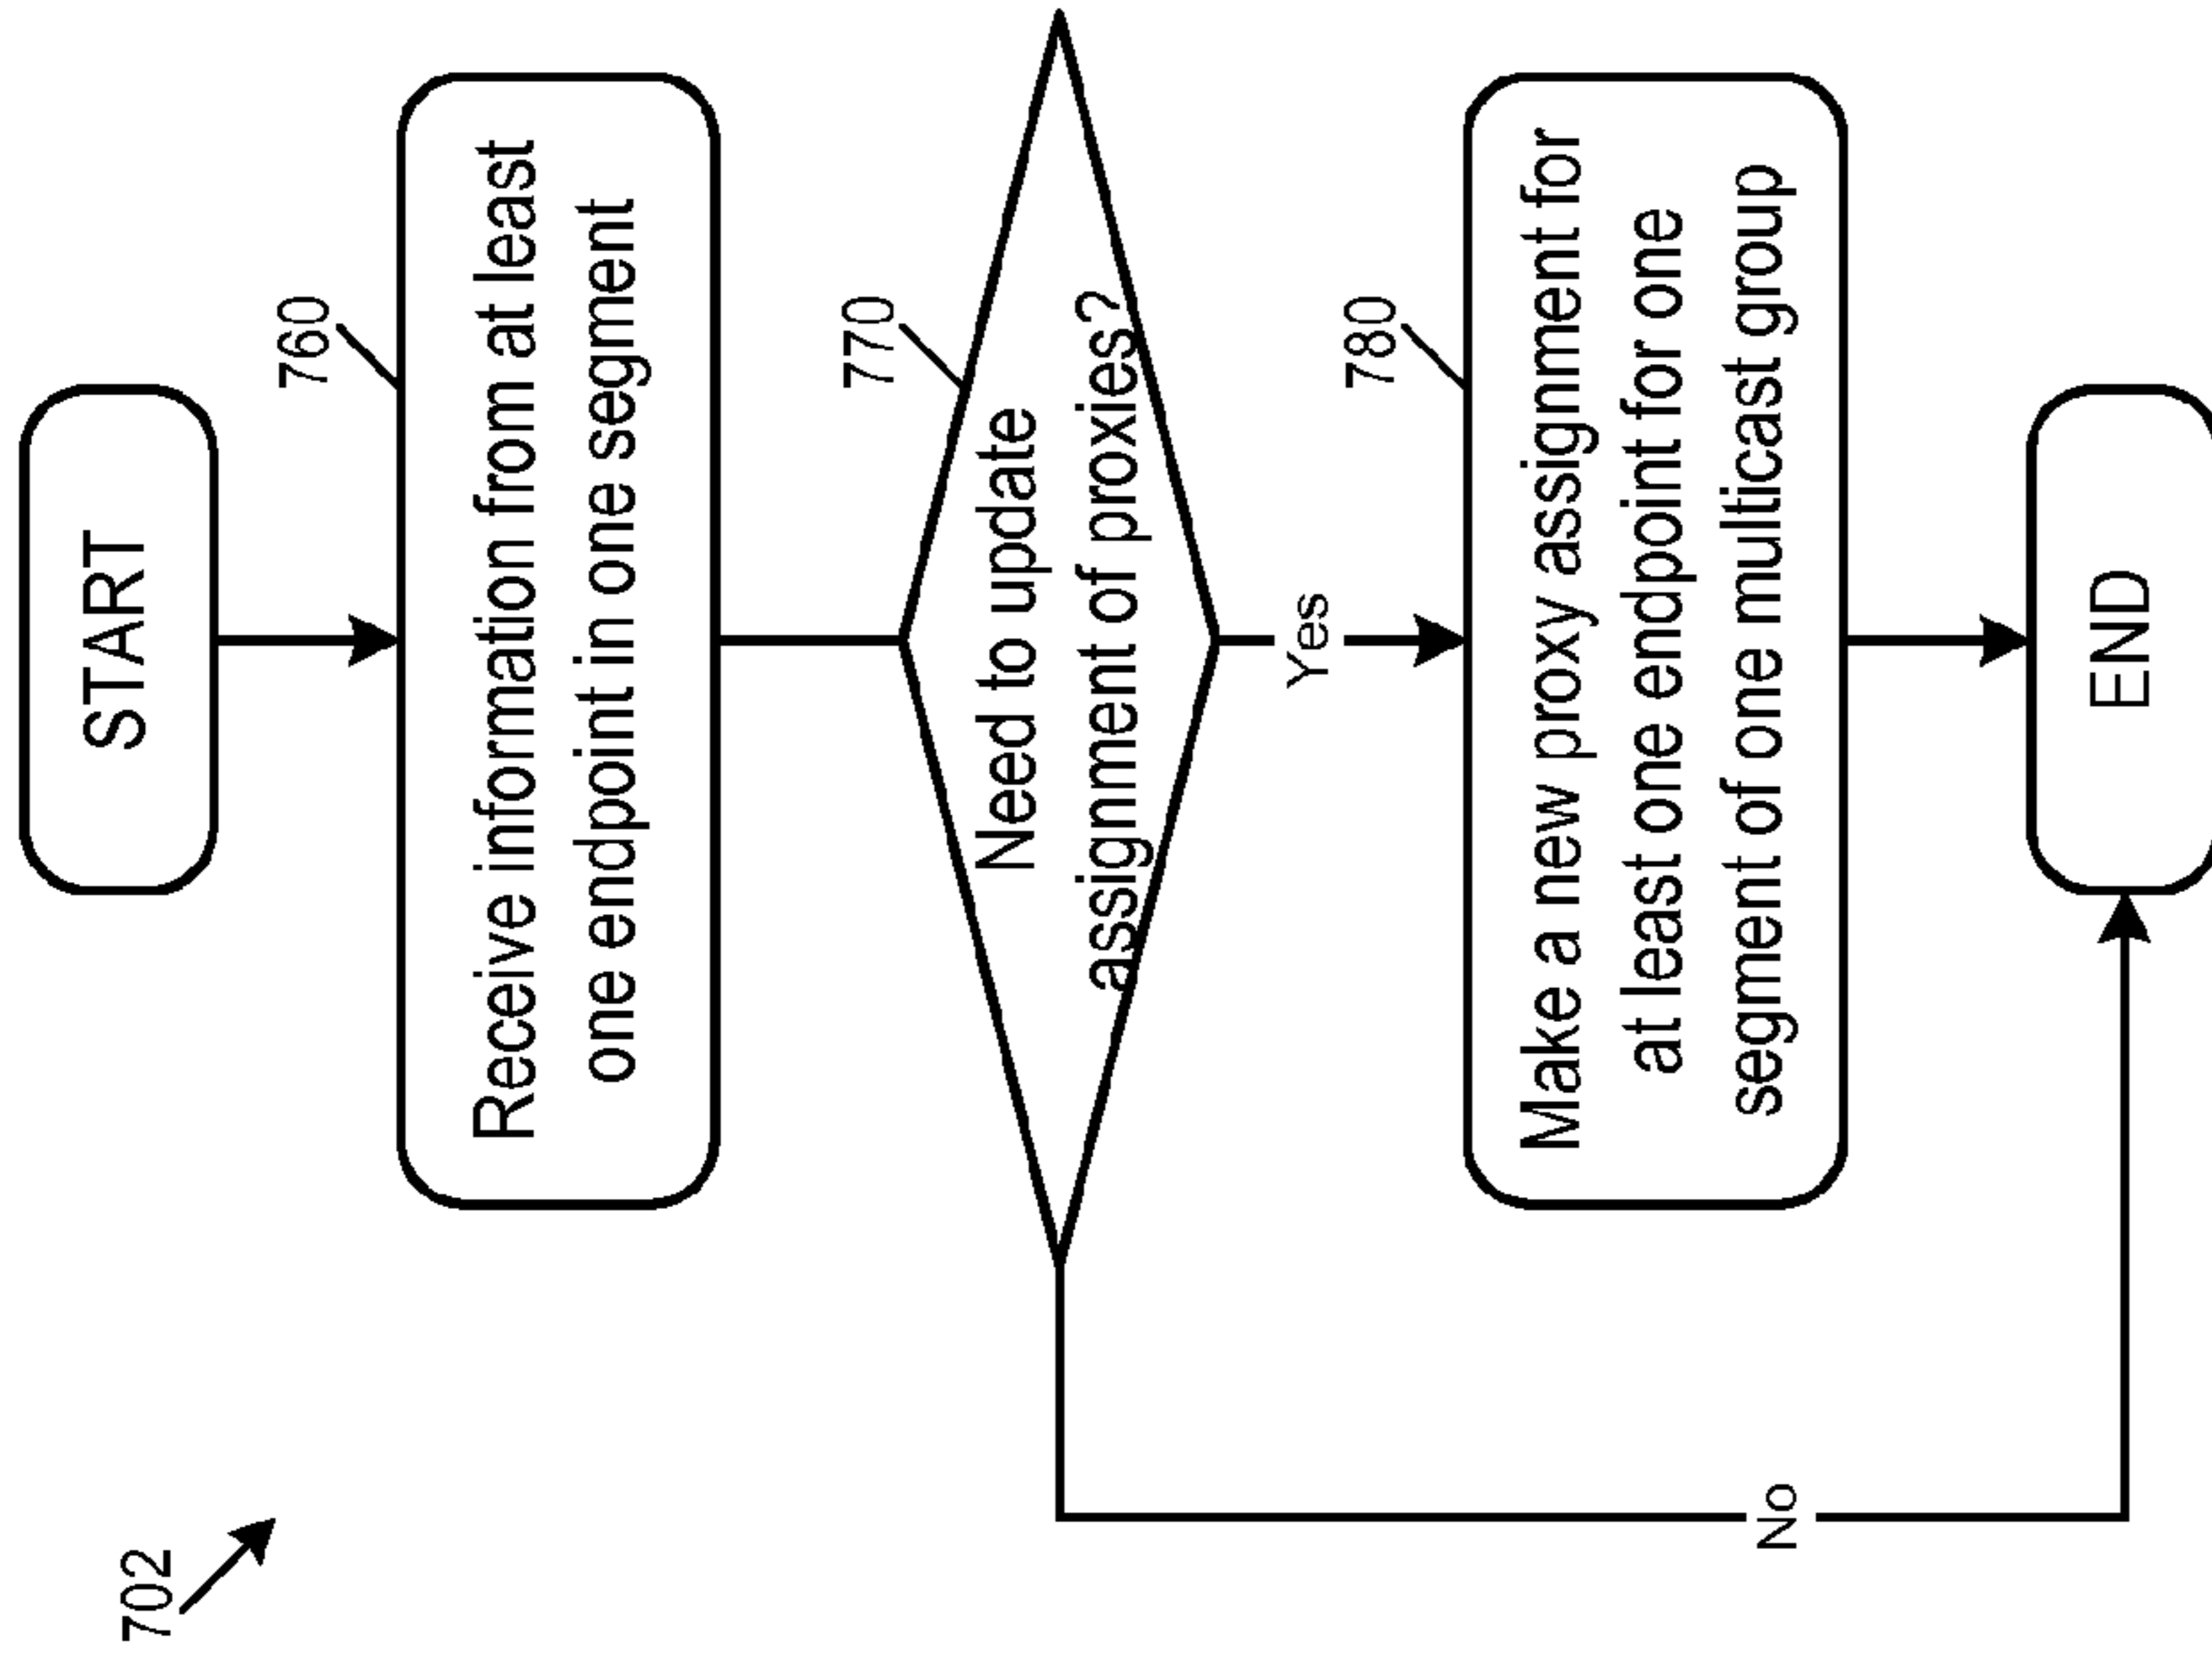 702
START
760
Receive information from at least
one endpoint in one segment
770
Need to update
assignment of proxies?
Yes
780
Make a new proxy assignment for
at least one endpoint for one
segment of one multicast group
No
END